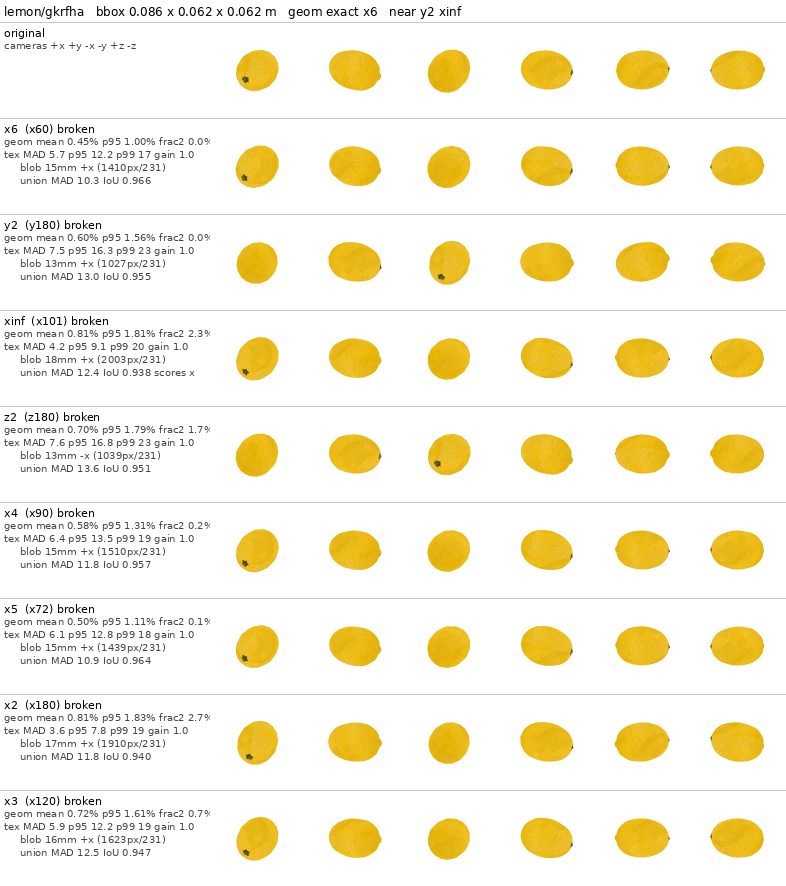 lemon/gkrfha   bbox 0.086 x 0.062 x 0.062 m   geom exact x6   near y2 xinf
original
cameras +x +y -x -y +z -z
x6  (x60) broken
geom mean 0.45% p95 1.00% frac2 0.0%
tex MAD 5.7 p95 12.2 p99 17 gain 1.0
blob 15mm +x (1410px/231)
union MAD 10.3 IoU 0.966
y2  (y180) broken
geom mean 0.60% p95 1.56% frac2 0.0%
tex MAD 7.5 p95 16.3 p99 23 gain 1.0
blob 13mm +x (1027px/231)
union MAD 13.0 IoU 0.955
xinf  (x101) broken
geom mean 0.81% p95 1.81% frac2 2.3%
tex MAD 4.2 p95 9.1 p99 20 gain 1.0
blob 18mm +x (2003px/231)
union MAD 12.4 IoU 0.938 scores x
z2  (z180) broken
geom mean 0.70% p95 1.79% frac2 1.7%
tex MAD 7.6 p95 16.8 p99 23 gain 1.0
blob 13mm -x (1039px/231)
union MAD 13.6 IoU 0.951
x4  (x90) broken
geom mean 0.58% p95 1.31% frac2 0.2%
tex MAD 6.4 p95 13.5 p99 19 gain 1.0
blob 15mm +x (1510px/231)
union MAD 11.8 IoU 0.957
x5  (x72) broken
geom mean 0.50% p95 1.11% frac2 0.1%
tex MAD 6.1 p95 12.8 p99 18 gain 1.0
blob 15mm +x (1439px/231)
union MAD 10.9 IoU 0.964
x2  (x180) broken
geom mean 0.81% p95 1.83% frac2 2.7%
tex MAD 3.6 p95 7.8 p99 19 gain 1.0
blob 17mm +x (1910px/231)
union MAD 11.8 IoU 0.940
x3  (x120) broken
geom mean 0.72% p95 1.61% frac2 0.7%
tex MAD 5.9 p95 12.2 p99 19 gain 1.0
blob 16mm +x (1623px/231)
union MAD 12.5 IoU 0.947